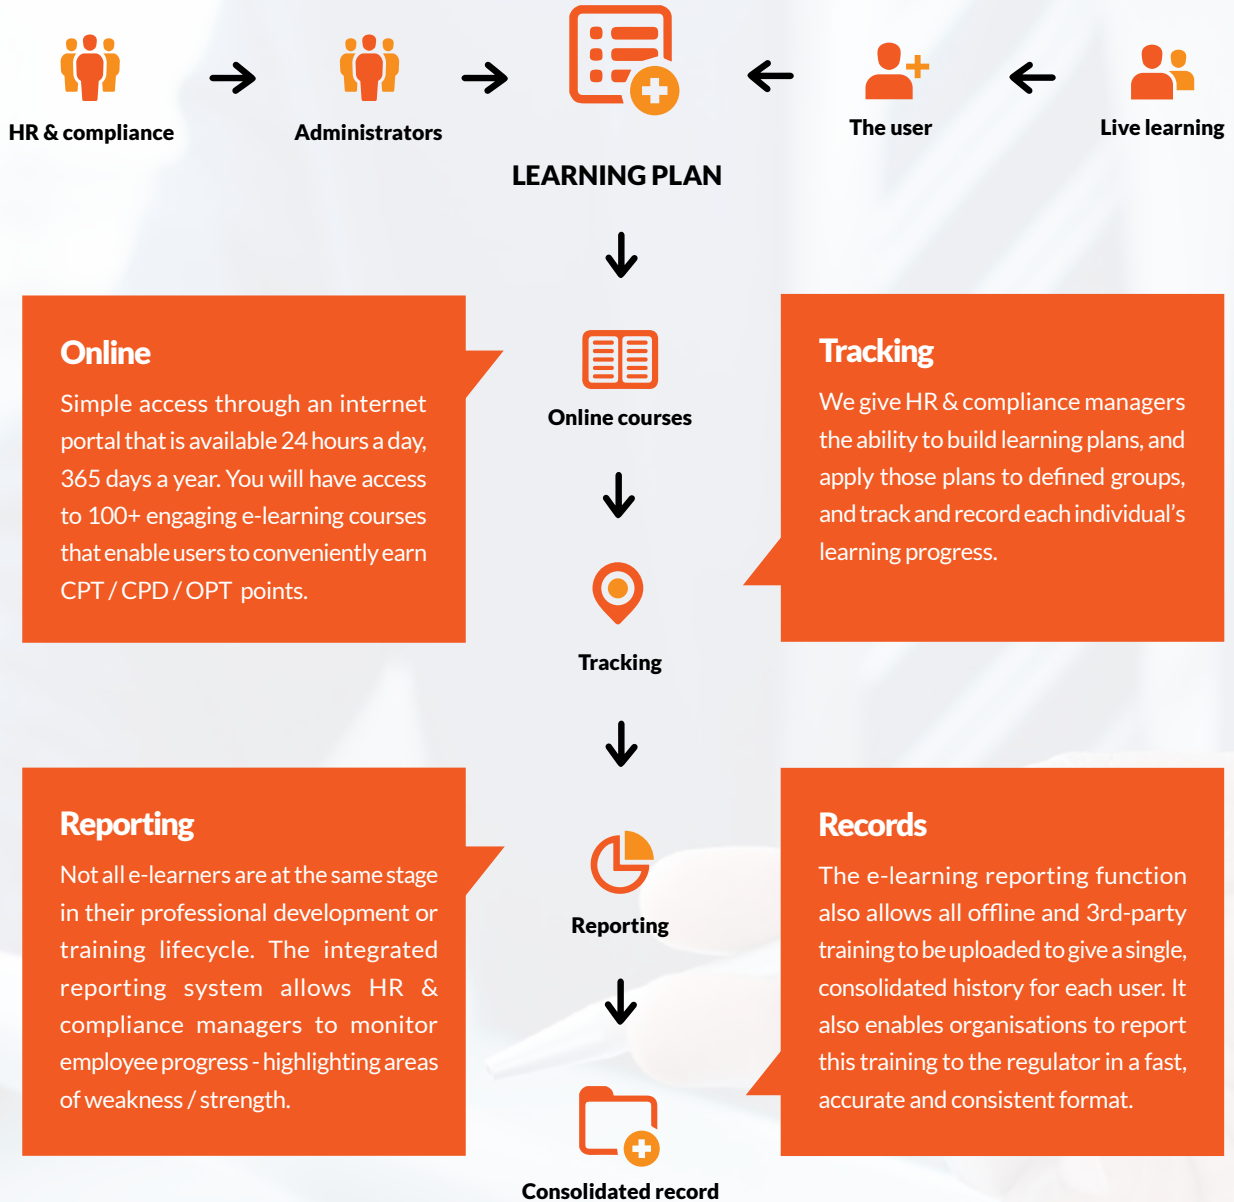 HR & compliance
Administrators
The user
Live learning
LEARNING PLAN
Online
Simple access through an internet
portal that is available 24 hours a day,
365 days a year. You will have access
to 100+ engaging e-learning courses
that enable users to conveniently earn
CPT / CPD / OPT points.
Online courses
Tracking
We give HR & compliance managers
the ability to build learning plans, and
apply those plans to defined groups,
and track and record each individual's
learning progress.
Tracking
Reporting
Not all e-learners are at the same stage
in their professional development or
training lifecycle. The integrated
reporting system allows HR &
compliance managers to monitor
employee progress - highlighting areas
of weakness / strength.
Reporting
Records
The e-learning reporting function
also allows all offline and 3rd-party
training to be uploaded to give a single,
consolidated history for each user. It
also enables organisations to report
this training to the regulator in a fast,
accurate and consistent format.
Consolidated record